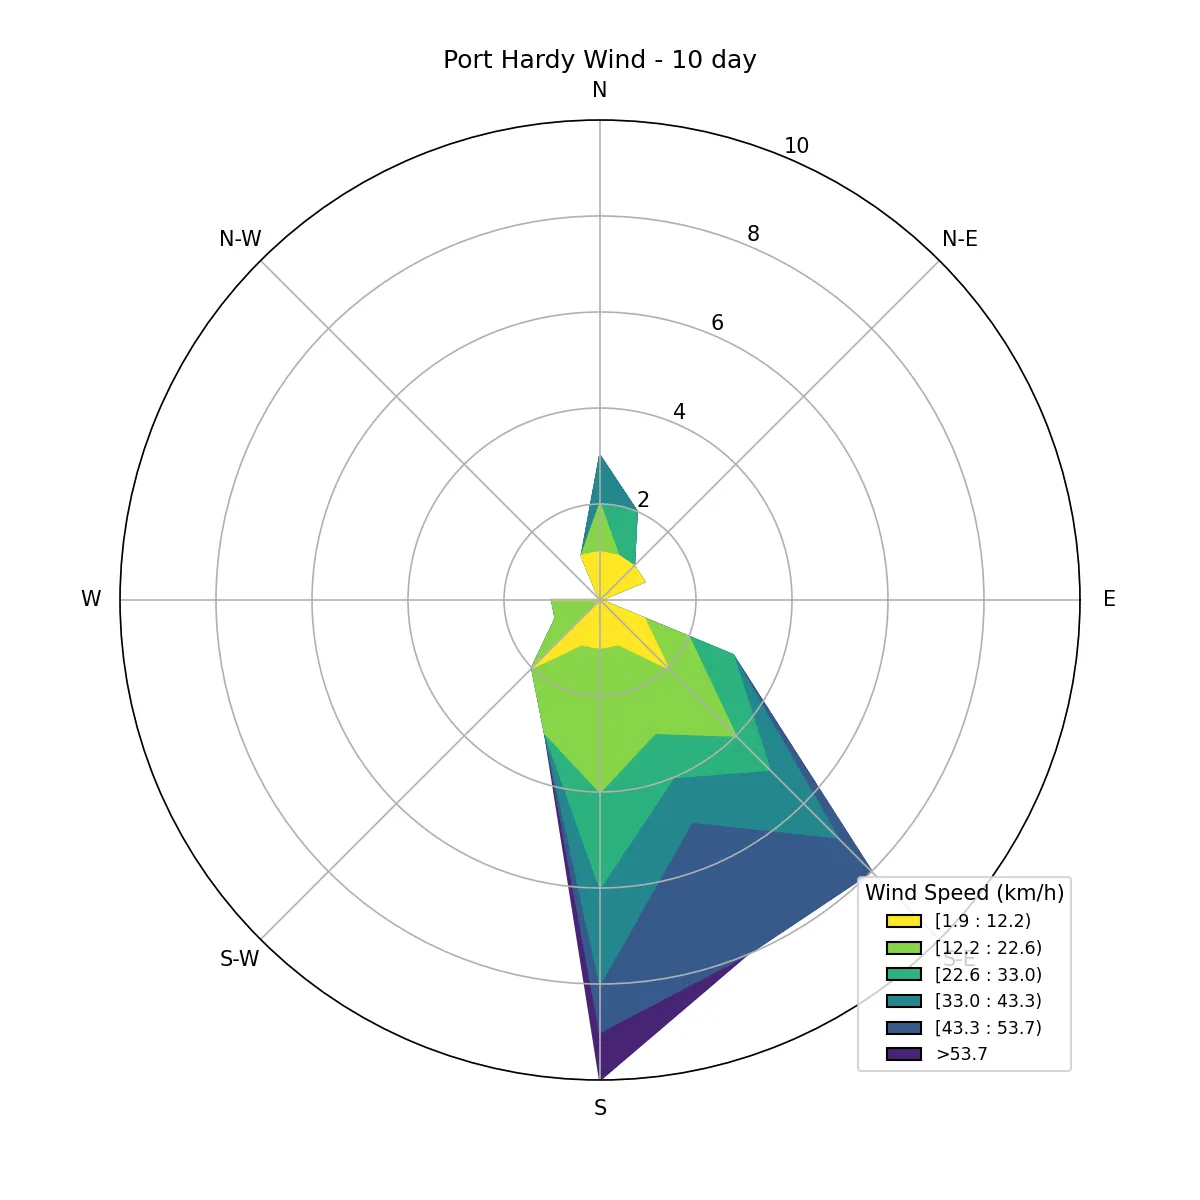 Port Hardy Wind - 10 day
N
10
N-W
8
N-E
6
4
2
W
E
Wind Speed (km/h)
[1.9 : 12.2)
[12.2 : 22.6)
S-W
S-E
[22.6 : 33.0)
[33.0 : 43.3)
[43.3 : 53.7)
>53.7
S